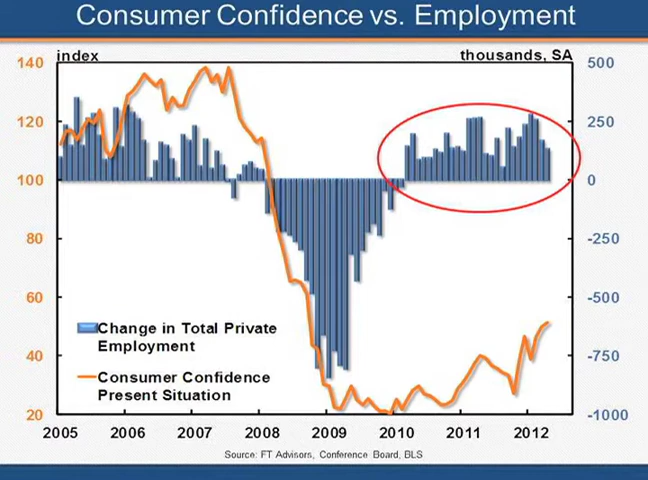 Consumer Confidence vs. Employment
index
thousands, SA
140
120
100
80
60
40
20
500
250
0
-250
-500
-750
-1000
Change in Total Private
Employment
Consumer Confidence
Present Situation
2005 2006 2007 2008 2009 2010 2011 2012
Source: FT Advisors, Conference Board, BLS